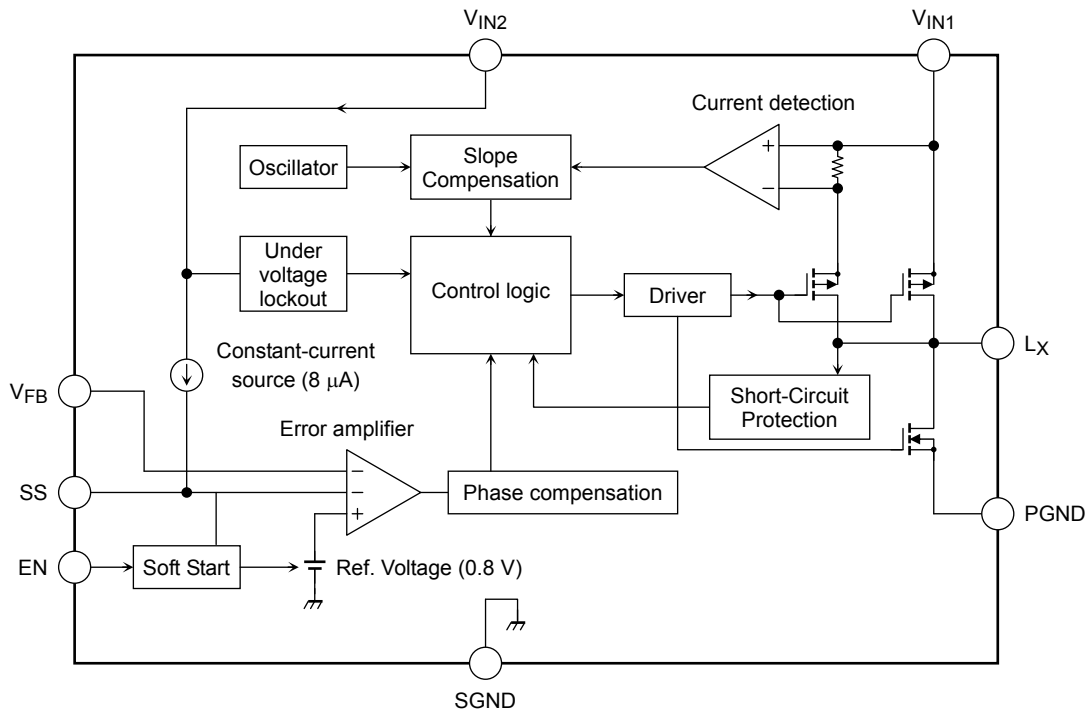 VIN2
VIN1
Current detection
Oscillator
Slope
Compensation
+
−
Under
voltage
lockout
Control logic
Driver
LX
Constant-current
source (8 μA)
Short-Circuit
Protection
VFB
Error amplifier
−
SS
−
Phase compensation
+
PGND
EN
Soft Start
Ref. Voltage (0.8 V)
SGND